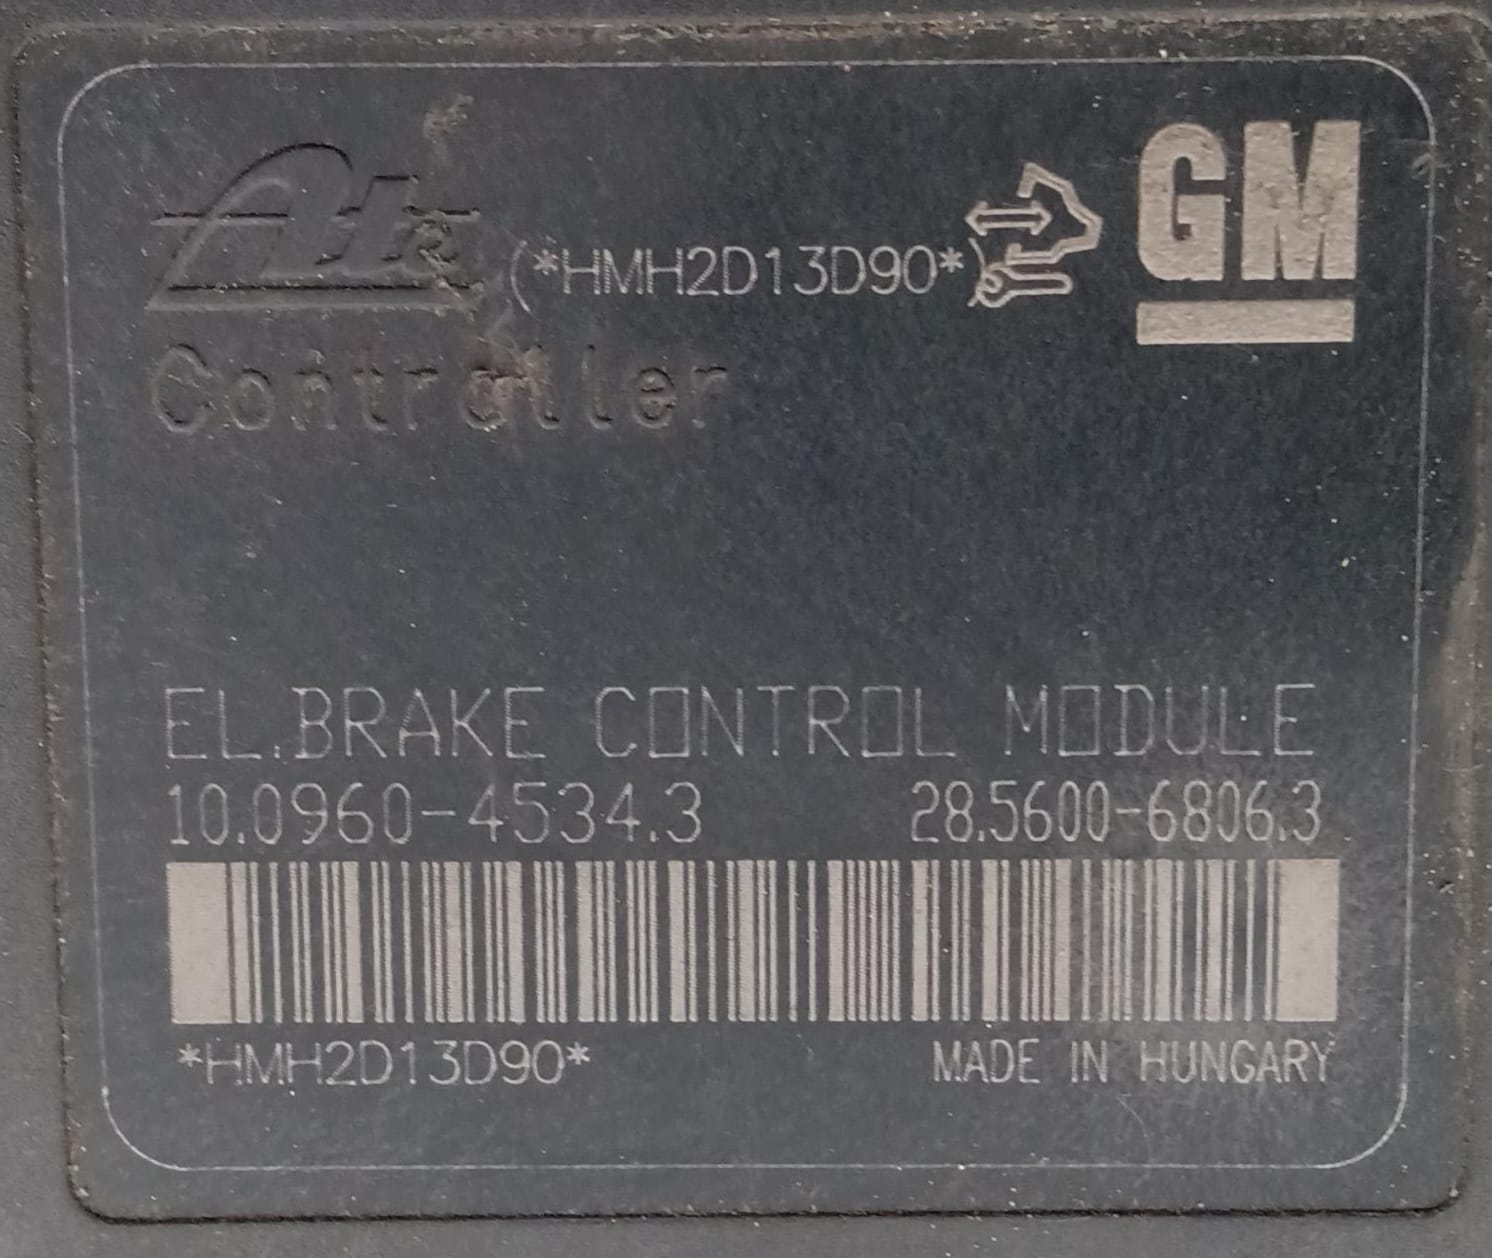 Ate (*HMH2D13D90*) GM
Controller
EL.BRAKE CONTROL MODULE
10.0960-4534.3 28.5600-6806.3
*HMH2D13D90* MADE IN HUNGARY